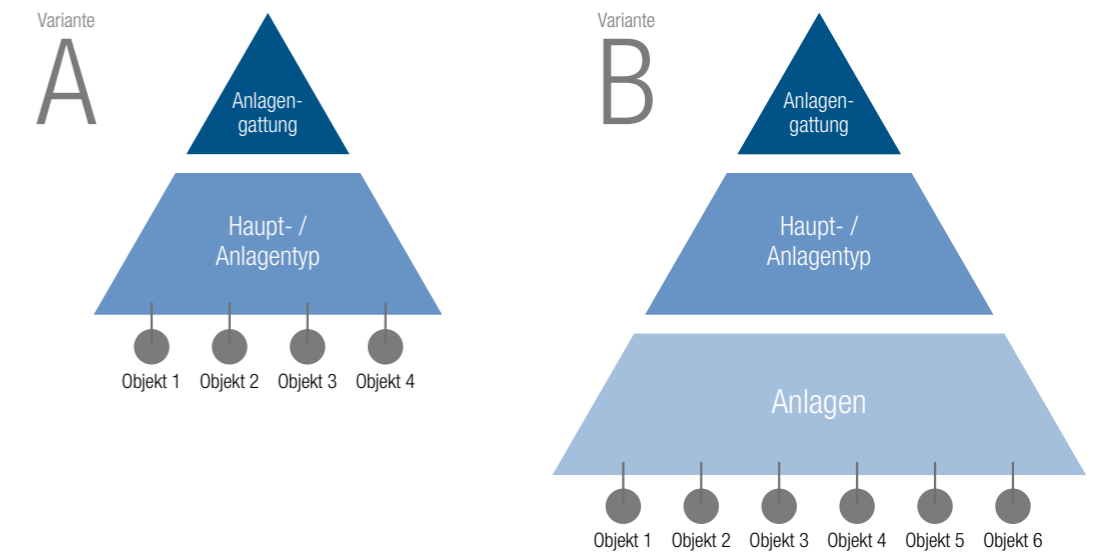 Variante
A
Anlagen-
gattung
Haupt- /
Anlagentyp
Objekt 1
Objekt 2
Objekt 3
Objekt 4
Variante
B
Anlagen-
gattung
Haupt- /
Anlagentyp
Anlagen
Objekt 1
Objekt 2
Objekt 3
Objekt 4
Objekt 5
Objekt 6